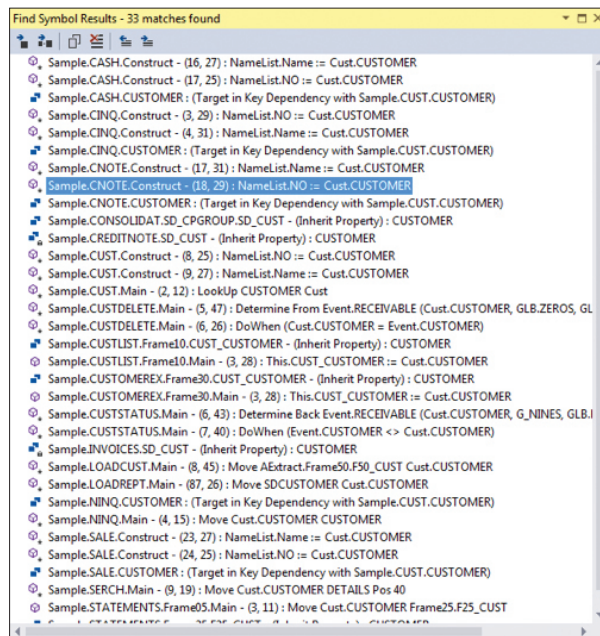 Find Symbol Results - 33 matches found
Sample.CASH.Construct - (16, 27) : NameList.Name := Cust.CUSTOMER
Sample.CASH.Construct - (17, 25) : NameList.NO := Cust.CUSTOMER
Sample.CASH.CUSTOMER : (Target in Key Dependency with Sample.CUST.CUSTOMER)
Sample.CINQ.Construct - (3, 29) : NameList.NO := Cust.CUSTOMER
Sample.CINQ.Construct - (4, 31) : NameList.Name := Cust.CUSTOMER
Sample.CINQ.CUSTOMER : (Target in Key Dependency with Sample.CUST.CUSTOMER)
Sample.CNOTE.Construct - (17, 31) : NameList.Name := Cust.CUSTOMER
Sample.CNOTE.Construct - (18, 29) : NameList.NO := Cust.CUSTOMER
Sample.CNOTE.CUSTOMER : (Target in Key Dependency with Sample.CUST.CUSTOMER)
Sample.CONSOLIDAT.SD_CPGROUP.SD_CUST - (Inherit Property) : CUSTOMER
Sample.CREDITNOTE.SD_CUST - (Inherit Property) : CUSTOMER
Sample.CUST.Construct - (8, 25) : NameList.NO := Cust.CUSTOMER
Sample.CUST.Construct - (9, 27) : NameList.Name := Cust.CUSTOMER
Sample.CUST.Main - (2, 12) : LookUp CUSTOMER Cust
Sample.CUSTDELETE.Main - (5, 47) : Determine From Event.RECEIVABLE (Cust.CUSTOMER, GLB.ZEROS, GL
Sample.CUSTDELETE.Main - (6, 26) : DoWhen (Cust.CUSTOMER = Event.CUSTOMER)
Sample.CUSTLIST.Frame10.CUST_CUSTOMER - (Inherit Property) : CUSTOMER
Sample.CUSTLIST.Frame10.Main - (3, 28) : This.CUST_CUSTOMER := Cust.CUSTOMER
Sample.CUSTOMEREX.Frame30.CUST_CUSTOMER - (Inherit Property) : CUSTOMER
Sample.CUSTOMEREX.Frame30.Main - (3, 28) : This.CUST_CUSTOMER := Cust.CUSTOMER
Sample.CUSTSTATUS.Main - (6, 43) : Determine Back Event.RECEIVABLE (Cust.CUSTOMER, G_NINES, GLB.
Sample.CUSTSTATUS.Main - (7, 40) : DoWhen (Event.CUSTOMER <> Cust.CUSTOMER)
Sample.INVOICES.SD_CUST - (Inherit Property) : CUSTOMER
Sample.LOADCUST.Main - (8, 45) : Move AExtract.Frame50.F50_CUST Cust.CUSTOMER
Sample.LOADREPT.Main - (87, 26) : Move SDCUSTOMER Cust.CUSTOMER
Sample.NINQ.CUSTOMER : (Target in Key Dependency with Sample.CUST.CUSTOMER)
Sample.NINQ.Main - (4, 15) : Move Cust.CUSTOMER CUSTOMER
Sample.SALE.Construct - (23, 27) : NameList.Name := Cust.CUSTOMER
Sample.SALE.Construct - (24, 25) : NameList.NO := Cust.CUSTOMER
Sample.SALE.CUSTOMER : (Target in Key Dependency with Sample.CUST.CUSTOMER)
Sample.SERCH.Main - (9, 19) : Move Cust.CUSTOMER DETAILS Pos 40
Sample.STATEMENTS.Frame05.Main - (3, 11) : Move Cust.CUSTOMER Frame25.F25_CUST